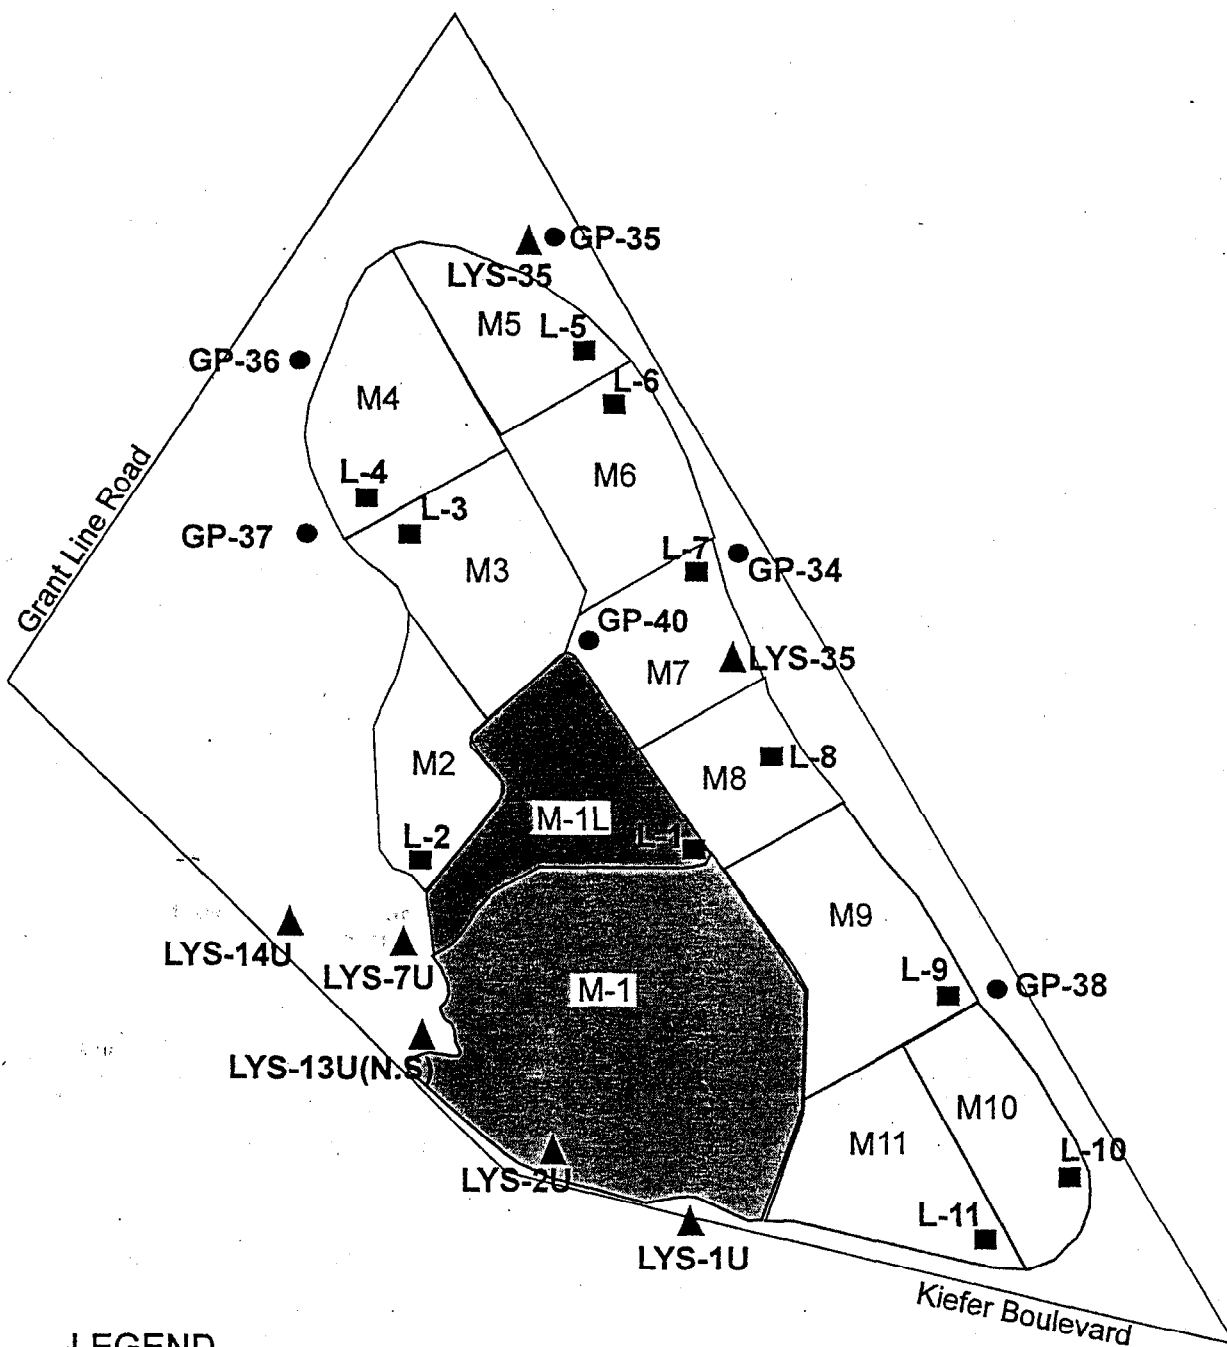 GP-35
LYS-35
M5
L-5
GP-36
L-6
M4
M6
L-4
L-3
GP-37
Grant Line Road
L-7
GP-34
M3
GP-40
M7
LYS-35
M2
M8
L-8
M-1L
L-1
L-2
M9
LYS-14U
LYS-7U
L-9
GP-38
M-1
LYS-13U(N.S)
M10
M11
L-10
LYS-2U
L-11
LYS-1U
Kiefer Boulevard
LEGEND